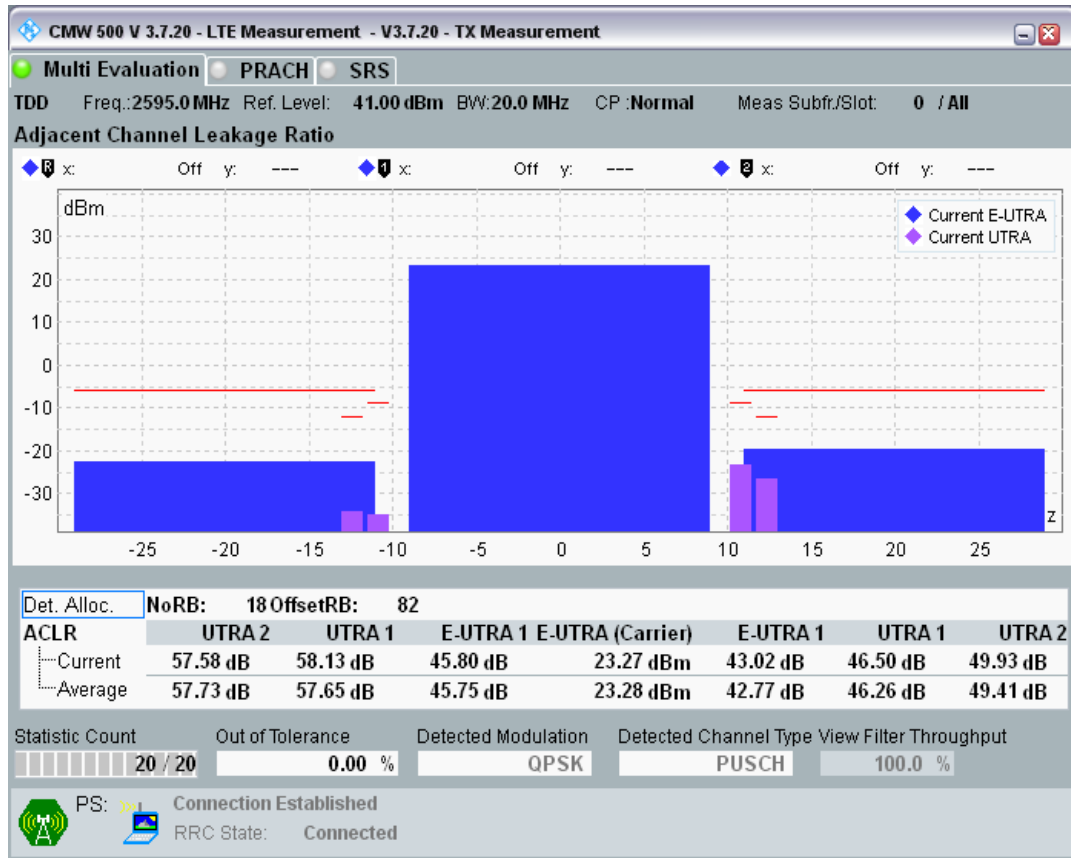 CMW 500 V 3.7.20 - LTE Measurement - V3.7.20 - TX Measurement
Multi Evaluation PRACH SRS
TDD Freq.:2595.0 MHz Ref. Level: 41.00 dBm BW:20.0 MHz CP :Normal Meas Subfr./Slot: 0 / All
Adjacent Channel Leakage Ratio
R x: Off y: --- 1 x: Off y: --- 2 x: Off y: ---
dBm
Current E-UTRA
Current UTRA
30
20
10
0
-10
-20
-30
z
-25 -20 -15 -10 -5 0 5 10 15 20 25
Det. Alloc. NoRB: 18 OffsetRB: 82
ACLR UTRA 2 UTRA 1 E-UTRA 1 E-UTRA (Carrier) E-UTRA 1 UTRA 1 UTRA 2
Current 57.58 dB 58.13 dB 45.80 dB 23.27 dBm 43.02 dB 46.50 dB 49.93 dB
Average 57.73 dB 57.65 dB 45.75 dB 23.28 dBm 42.77 dB 46.26 dB 49.41 dB
Statistic Count Out of Tolerance Detected Modulation Detected Channel Type View Filter Throughput
20 / 20 0.00 % QPSK PUSCH 100.0 %
PS: Connection Established
RRC State: Connected